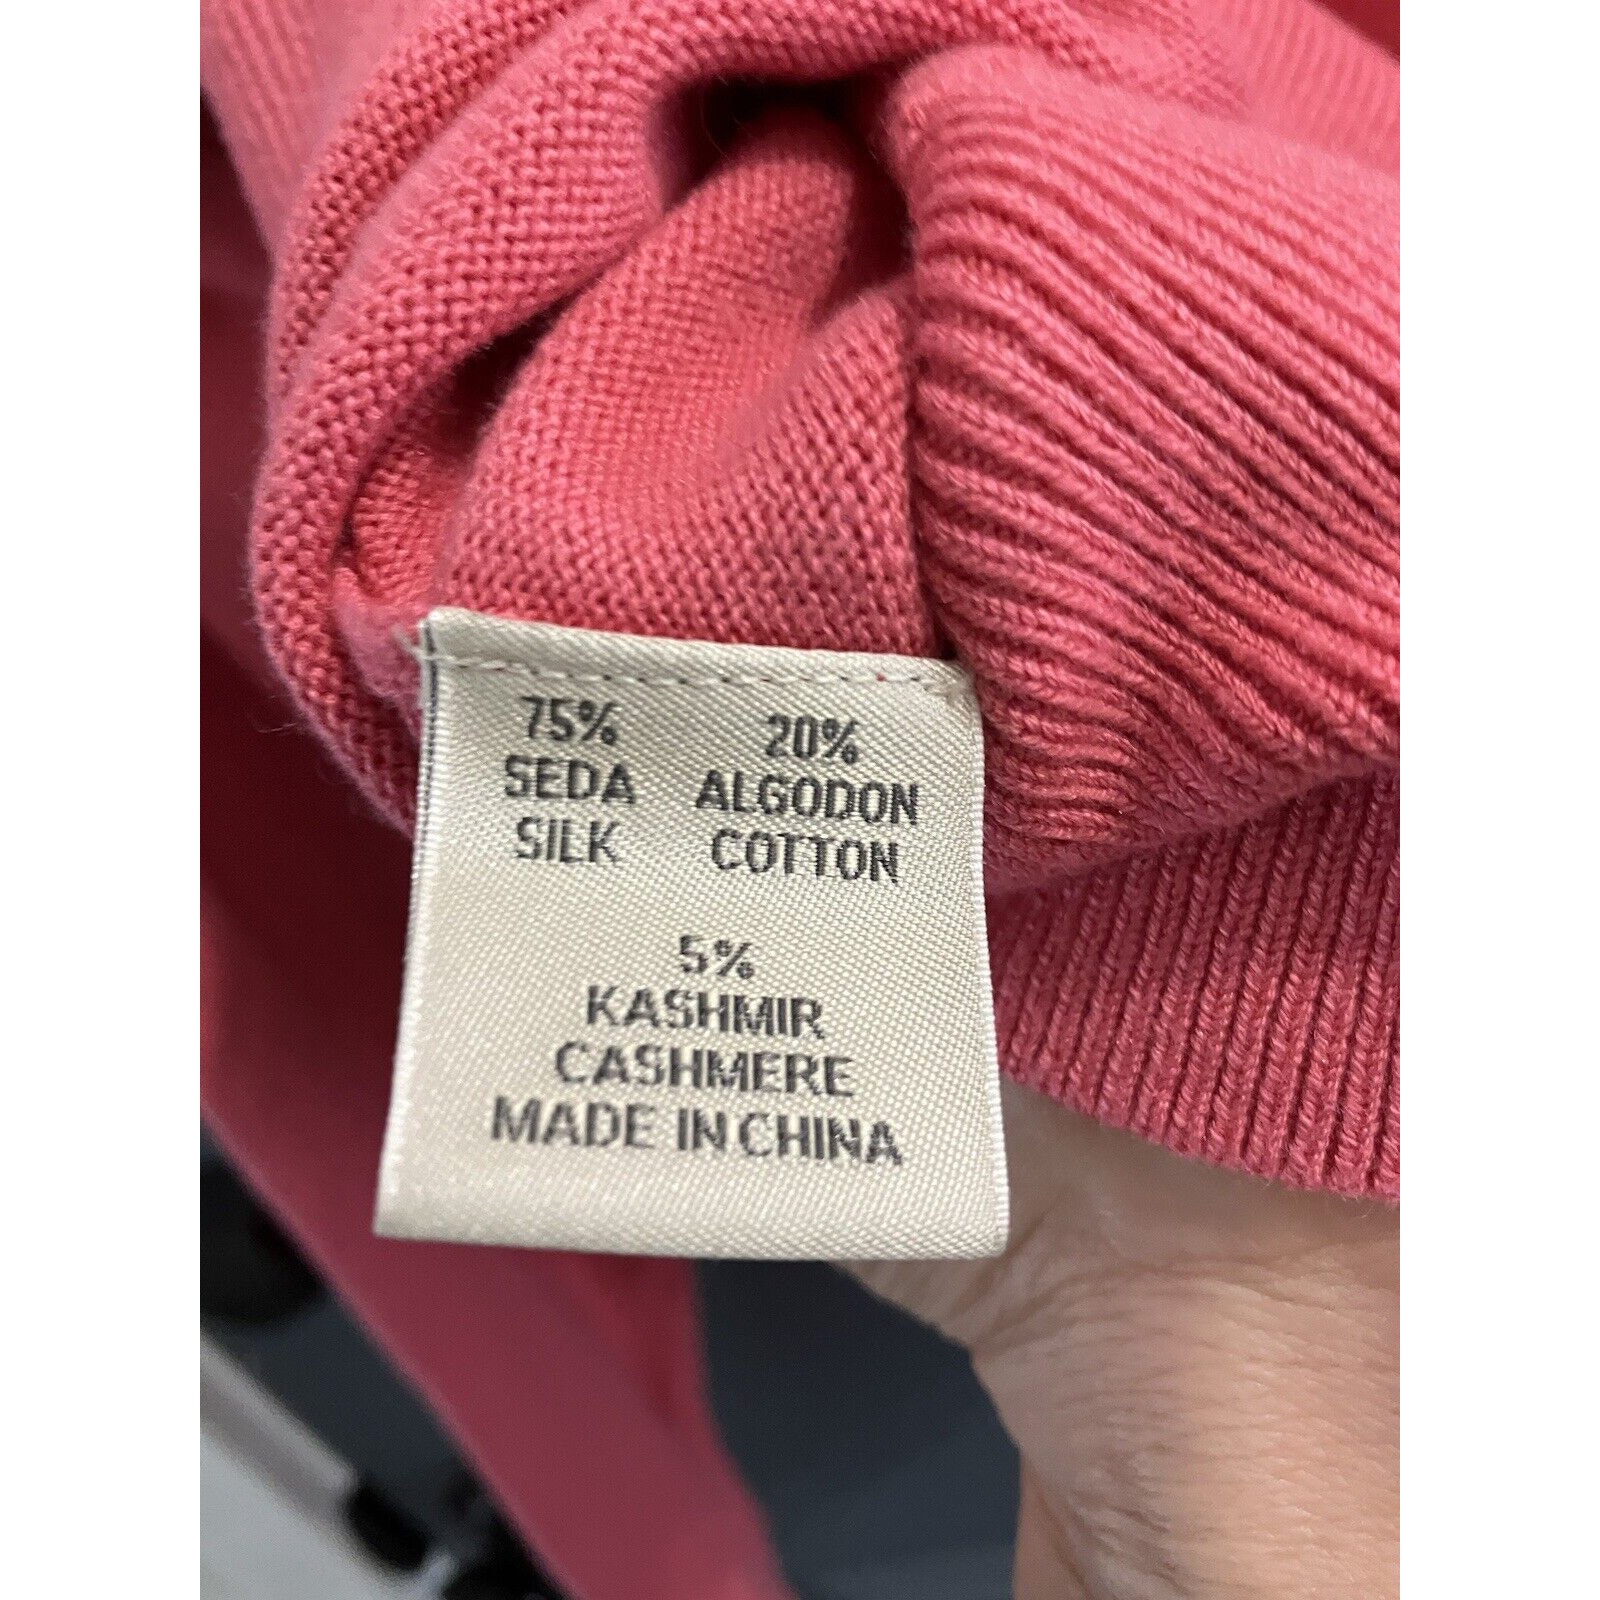 75% 20%
SEDA ALGODON
SILK COTTON
5%
KASHMIR
CASHMERE
MADE IN CHINA